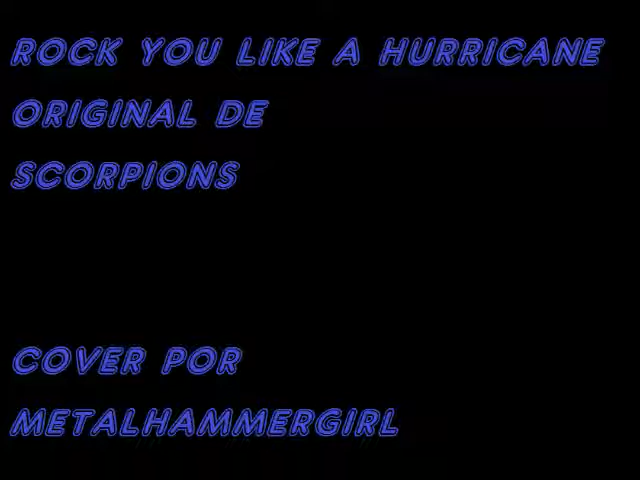 ROCK YOU LIKE A HURRICANE
ORIGINAL DE
SCORPIONS
COVER POR
METALHAMMERGIRL